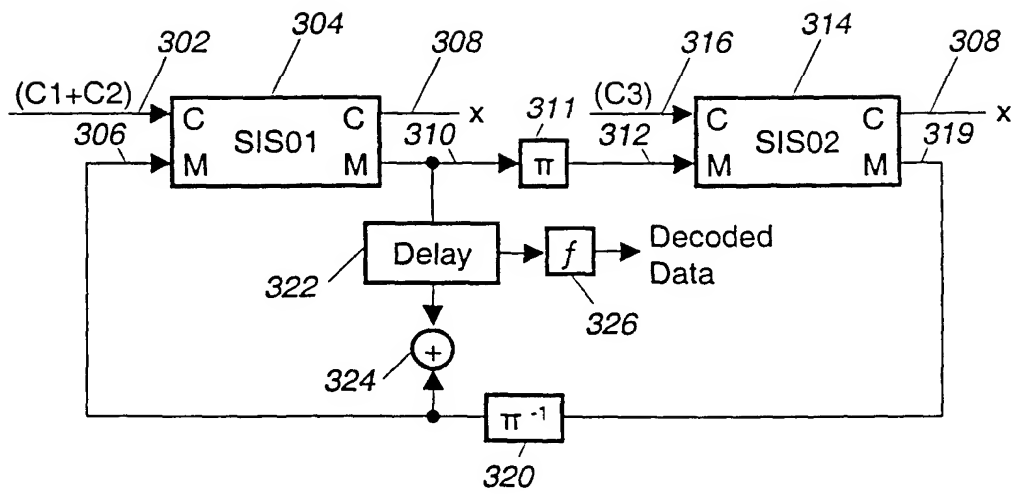 302 304 308 316 314 308
(C1+C2) 311 (C3)
C C x C C x
306 SIS01 310 π 312 SIS02 319
M M M M
Delay f Decoded
Data
322 326
324 +
π -1
320